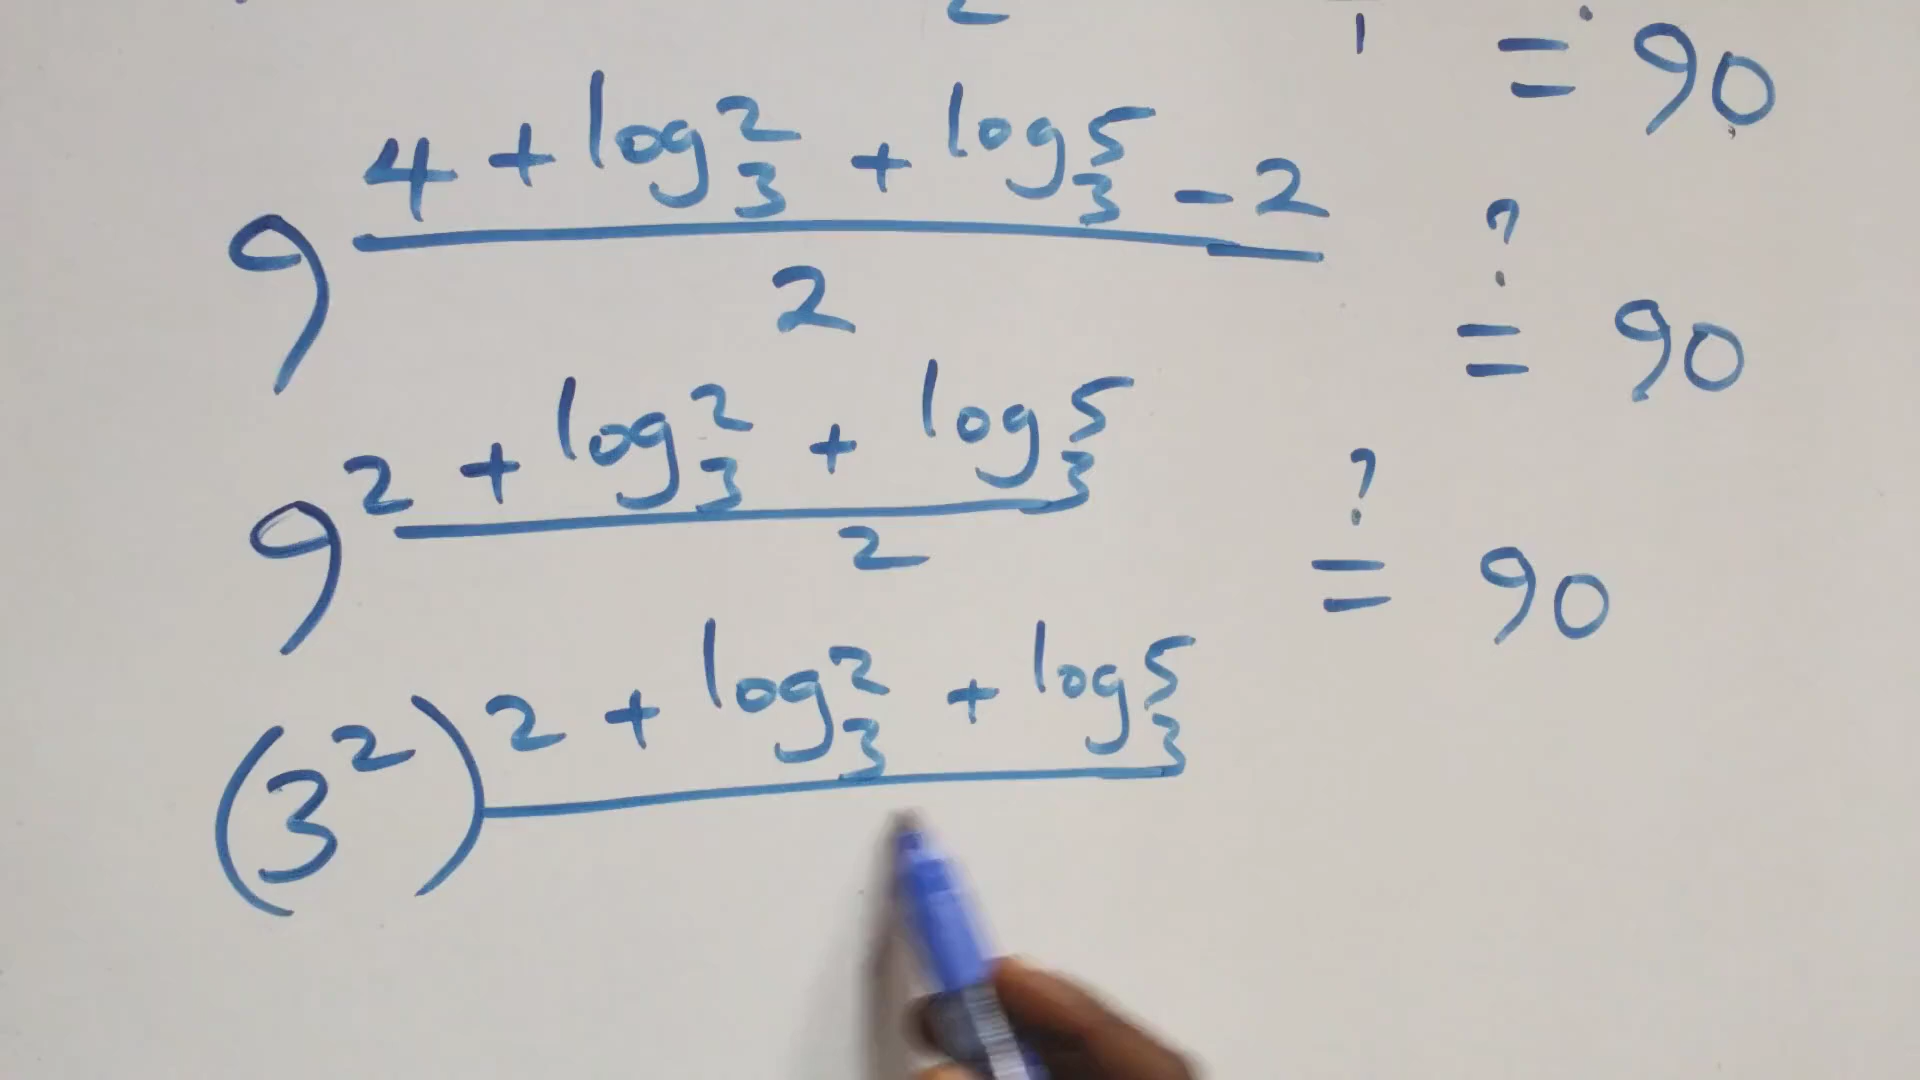 = 90
9^(4 + log₃2 + log₃5 - 2)/2 ?= 90
9^(2 + log₃2 + log₃5)/2 ?= 90
(3²)^(2 + log₃2 + log₃5)